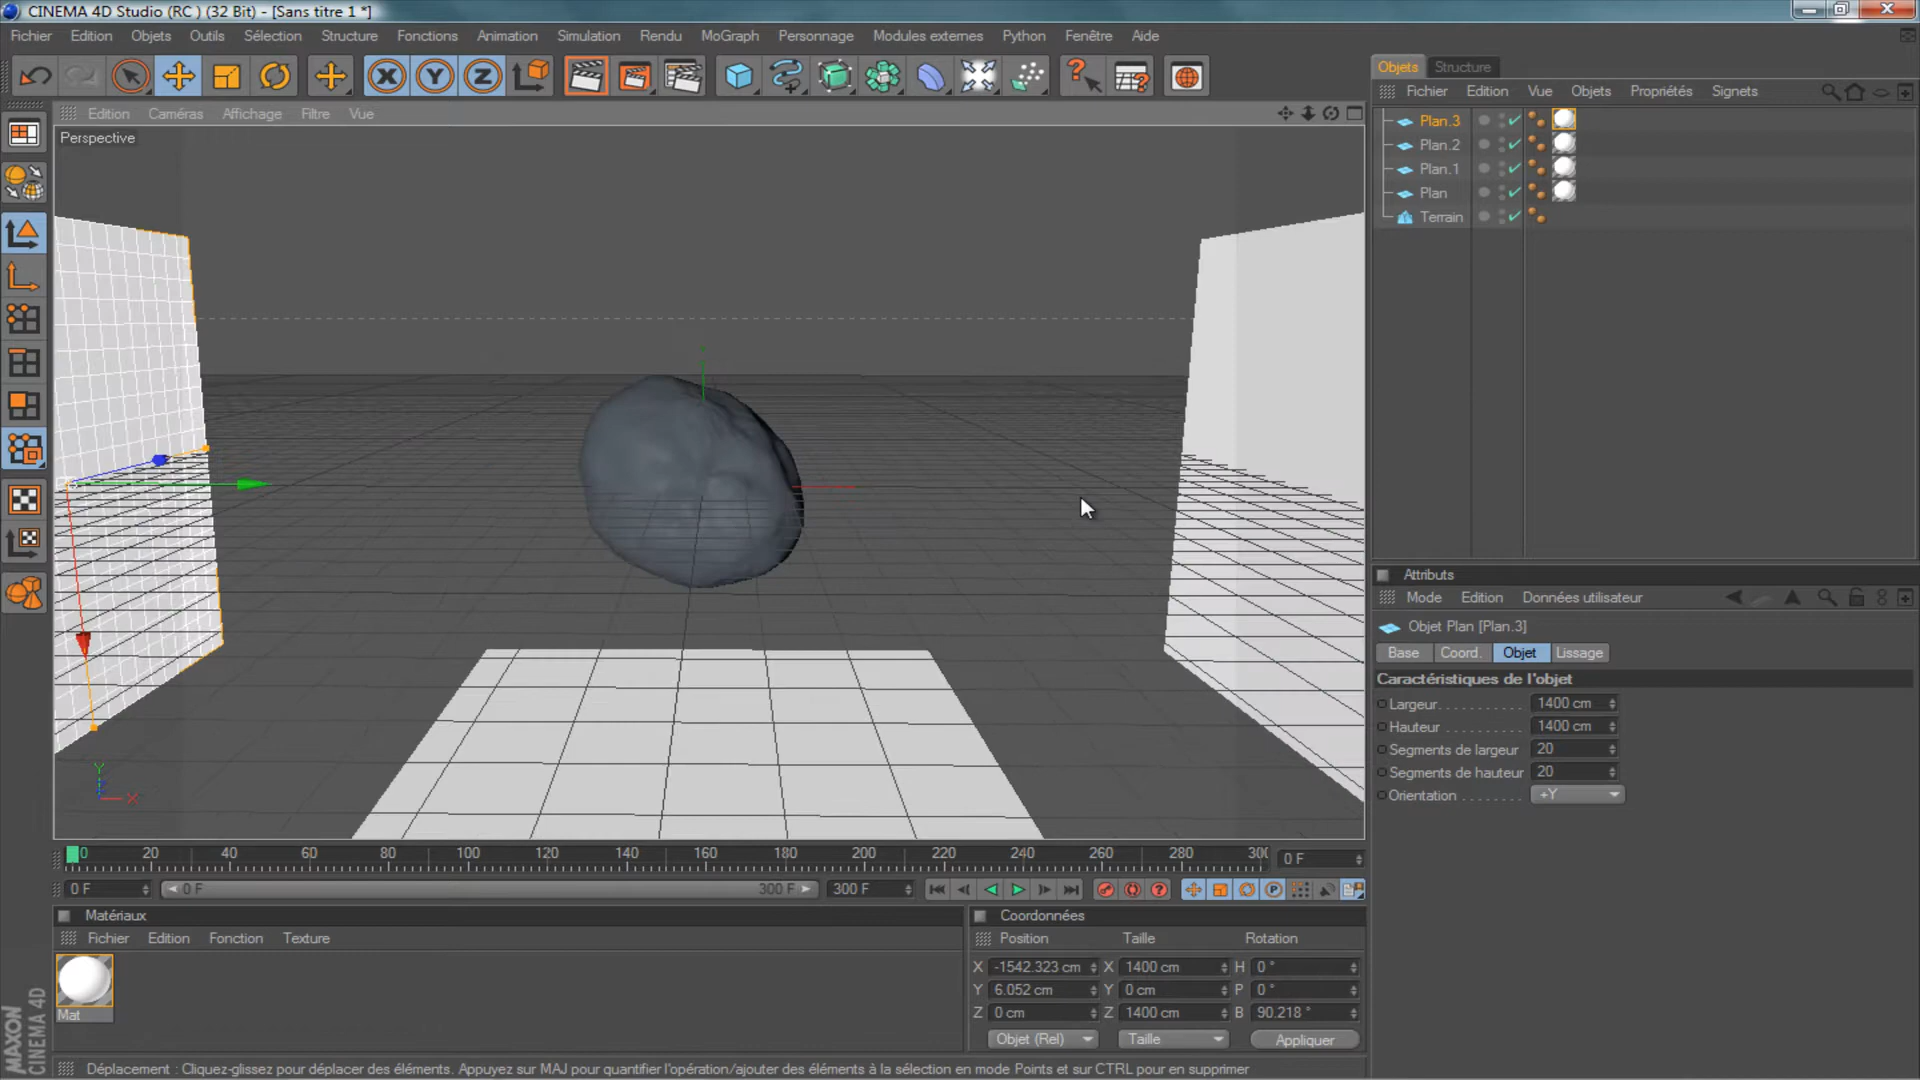 CINEMA 4D Studio (RC ) (32 Bit) - [Sans titre 1 *]
Fichier Edition Objets Outils Sélection Structure Fonctions Animation Simulation Rendu MoGraph Personnage Modules externes Python Fenêtre Aide
X Y Z
Edition Caméras Affichage Filtre Vue
Perspective
Y
X
0 20 40 60 80 100 120 140 160 180 200 220 240 260 280 300
0 F
0 F
0 F 300 F
300 F
Matériaux
Fichier Edition Fonction Texture
Mat
MAXON
CINEMA 4D
Coordonnées
Position Taille Rotation
X -1542.323 cm X 1400 cm H 0 °
Y 6.052 cm Y 0 cm P 0 °
Z 0 cm Z 1400 cm B 90.218 °
Objet (Rel) Taille Appliquer
Déplacement : Cliquez-glissez pour déplacer des éléments. Appuyez sur MAJ pour quantifier l'opération/ajouter des éléments à la sélection en mode Points et sur CTRL pour en supprimer
Objets Structure
Fichier Edition Vue Objets Propriétés Signets
Plan.3
Plan.2
Plan.1
Plan
Terrain
Attributs
Mode Edition Données utilisateur
Objet Plan [Plan.3]
Base Coord. Objet Lissage
Caractéristiques de l'objet
Largeur. . . . . . . . . 1400 cm
Hauteur . . . . . . . . . 1400 cm
Segments de largeur 20
Segments de hauteur 20
Orientation . . . . . . . +Y